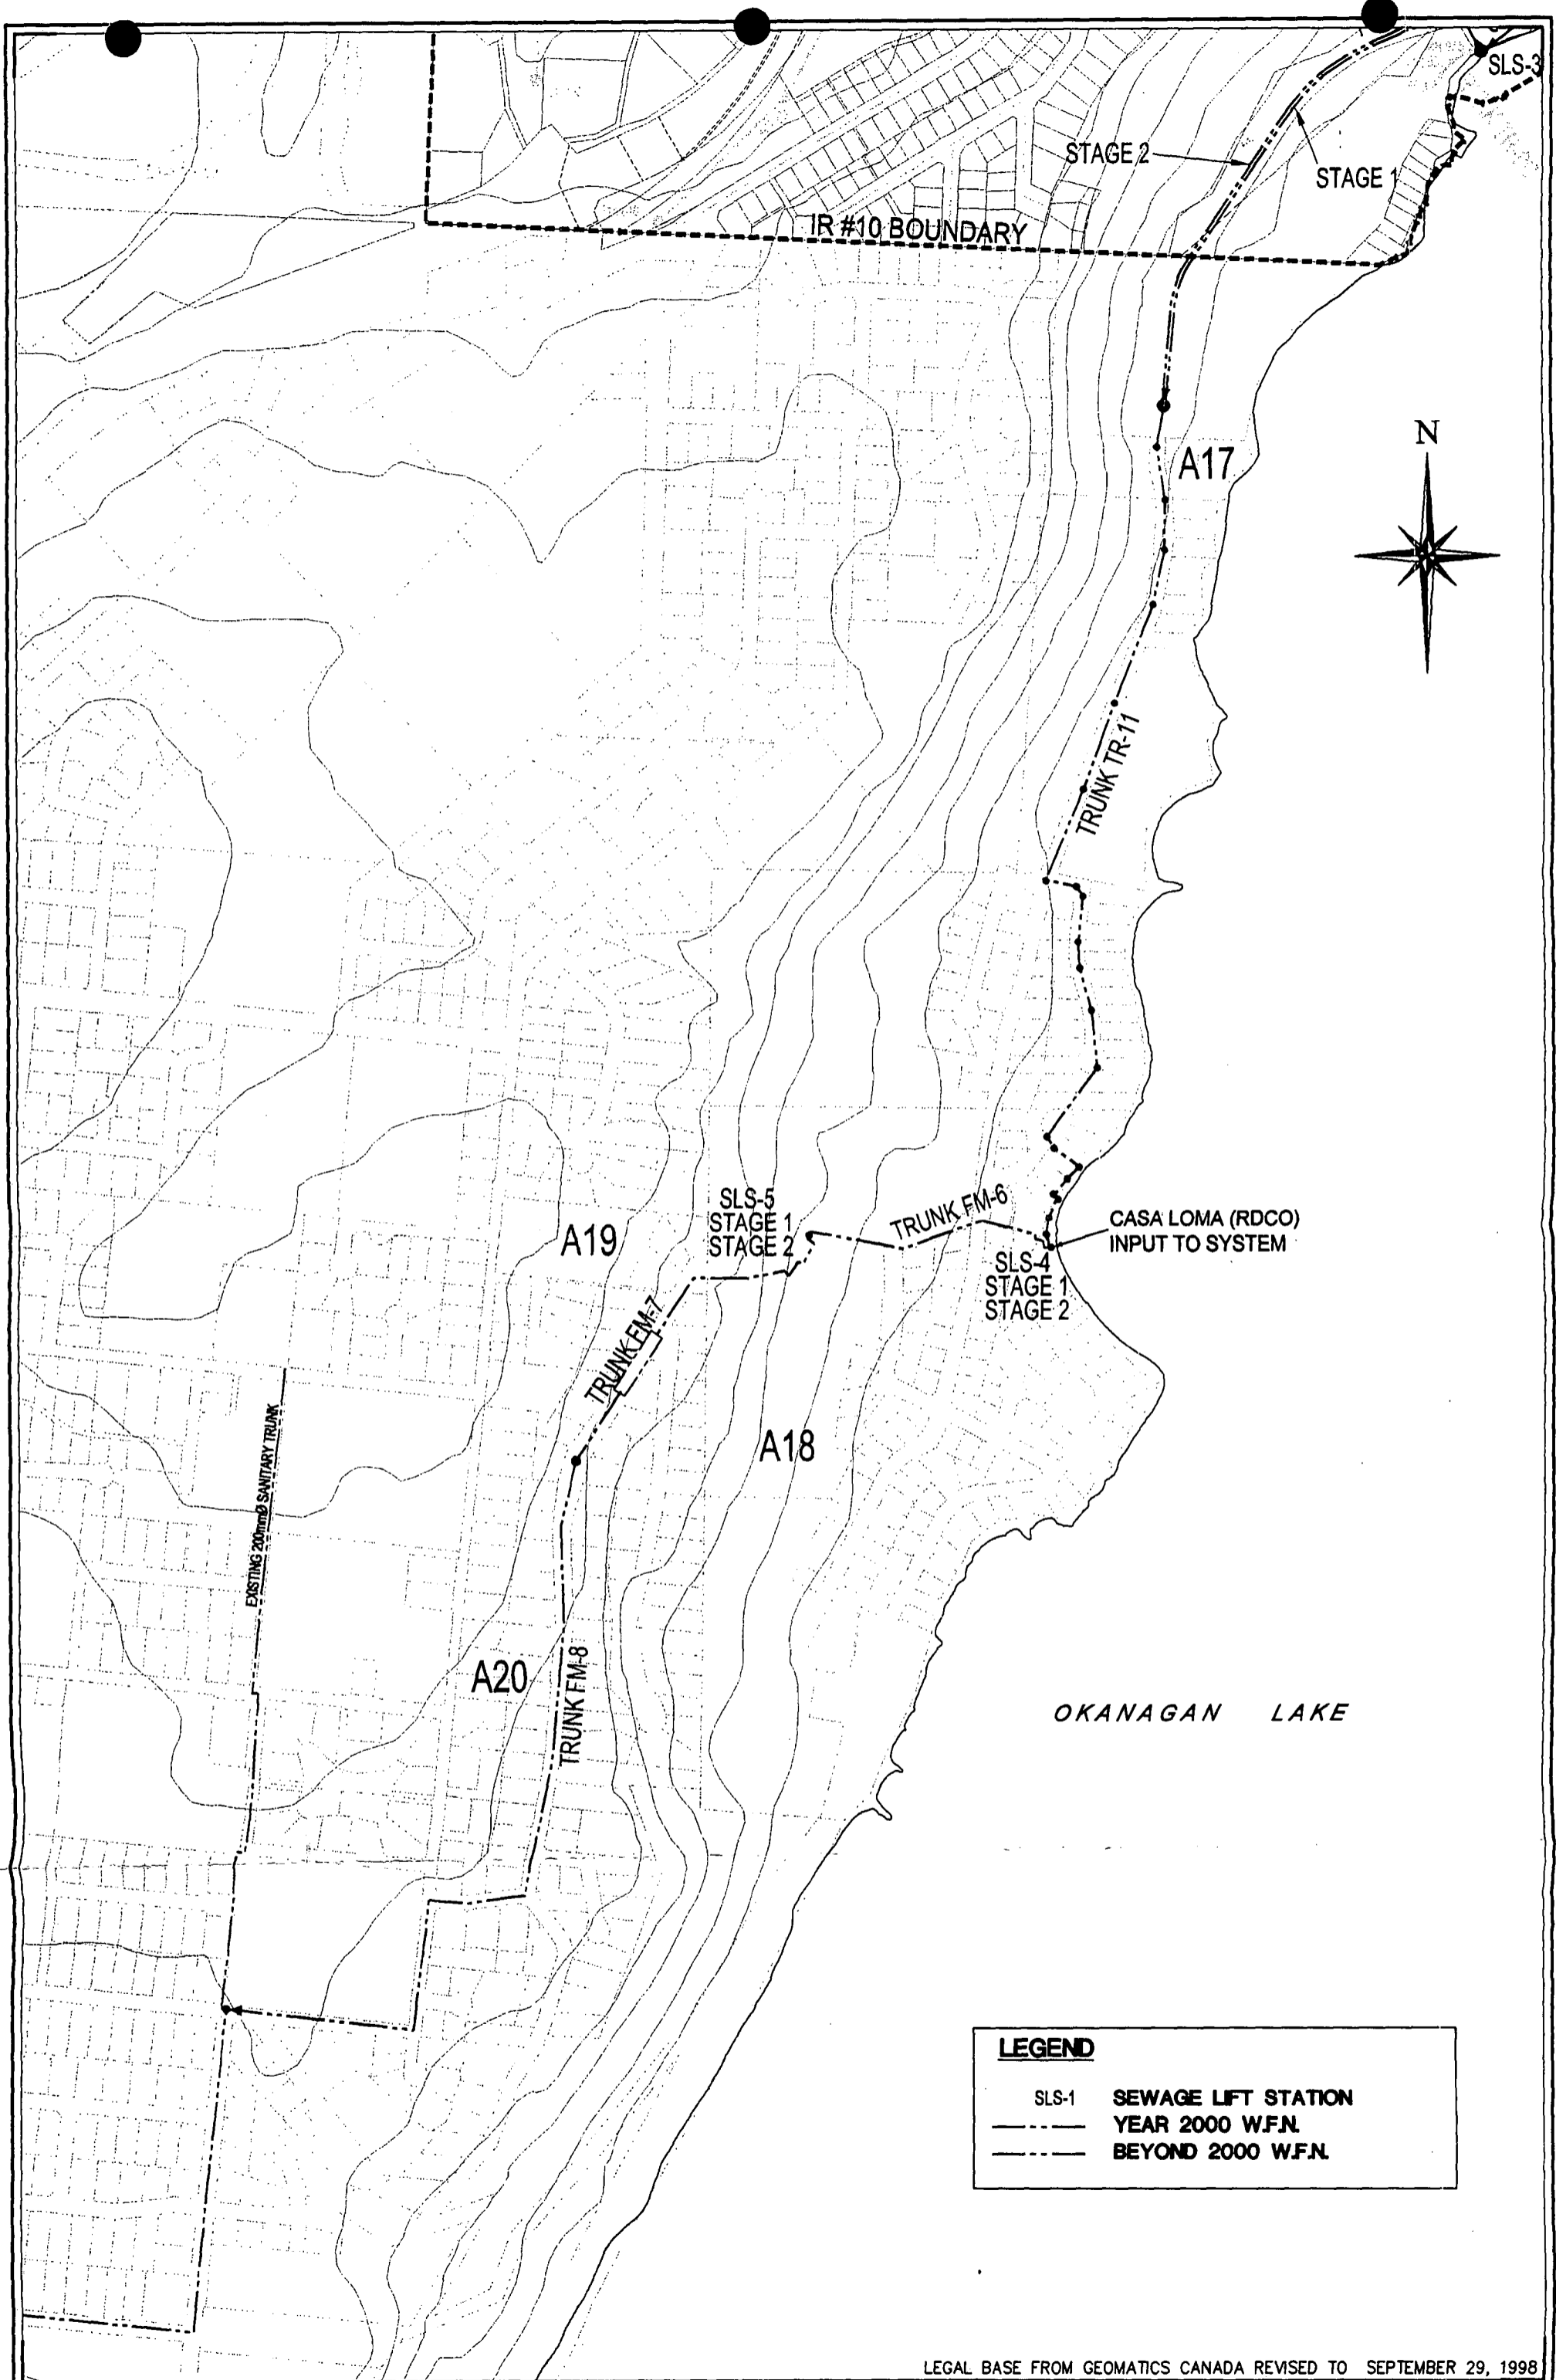 SLS-3
STAGE 2
STAGE 1
IR #10 BOUNDARY
N
A17
TRUNK TR-11
SLS-5
STAGE 1
STAGE 2
TRUNK FM-6
CASA LOMA (RDCO)
INPUT TO SYSTEM
A19
SLS-4
STAGE 1
STAGE 2
TRUNK FM-7
A18
EXISTING 200mmØ SANITARY TRUNK
A20
TRUNK FM-8
OKANAGAN LAKE
LEGEND
SLS-1 SEWAGE LIFT STATION
YEAR 2000 W.F.N.
BEYOND 2000 W.F.N.
LEGAL BASE FROM GEOMATICS CANADA REVISED TO SEPTEMBER 29, 1998